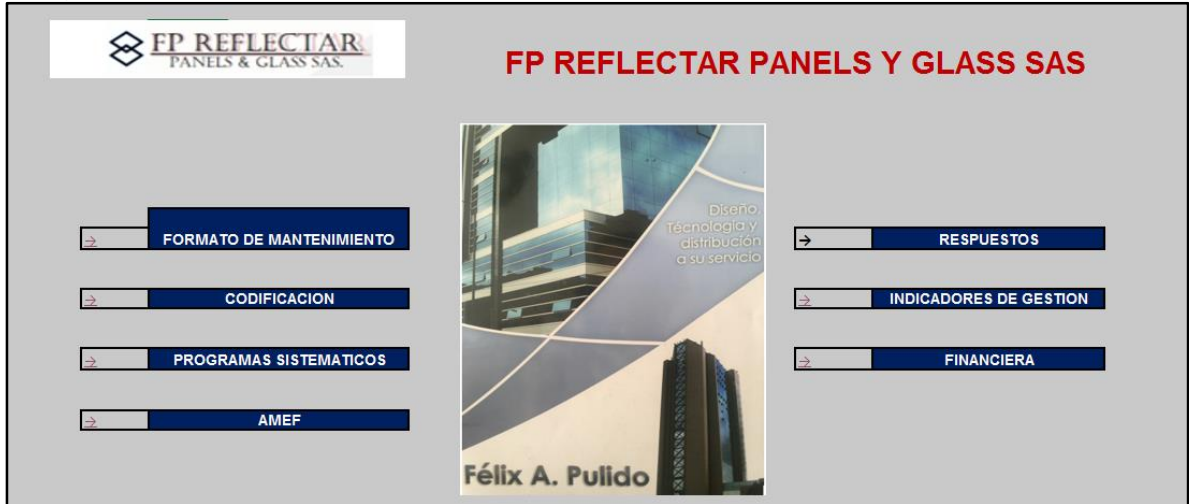 FP REFLECTAR
PANELS & GLASS SAS.
FP REFLECTAR PANELS Y GLASS SAS
→ FORMATO DE MANTENIMIENTO
→ CODIFICACION
→ PROGRAMAS SISTEMATICOS
→ AMEF
Diseño,
Técnología y
distribución
a su servicio
Félix A. Pulido
→ RESPUESTOS
→ INDICADORES DE GESTION
→ FINANCIERA